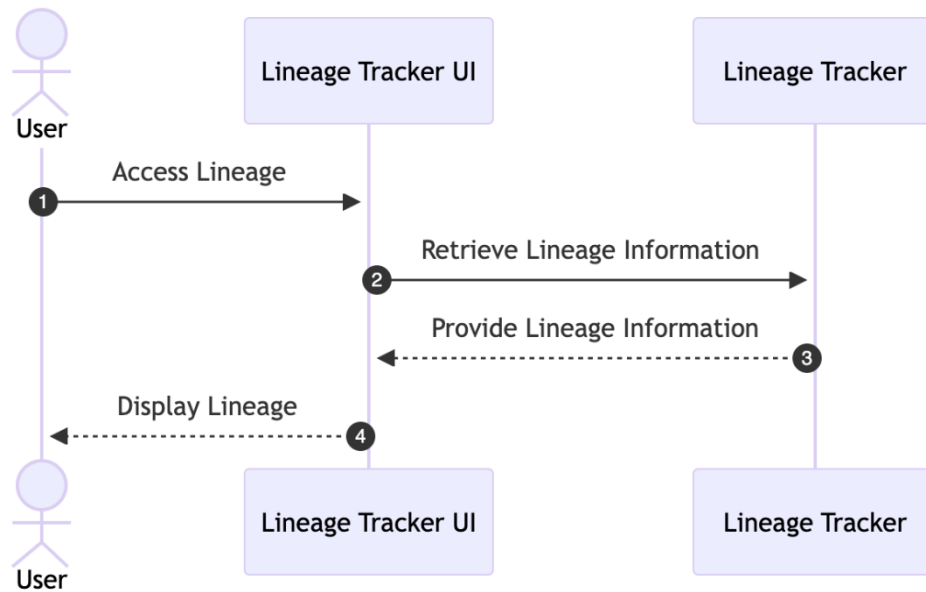 Lineage Tracker UI
Lineage Tracker
User
Access Lineage
1
Retrieve Lineage Information
2
Provide Lineage Information
3
Display Lineage
4
Lineage Tracker UI
Lineage Tracker
User